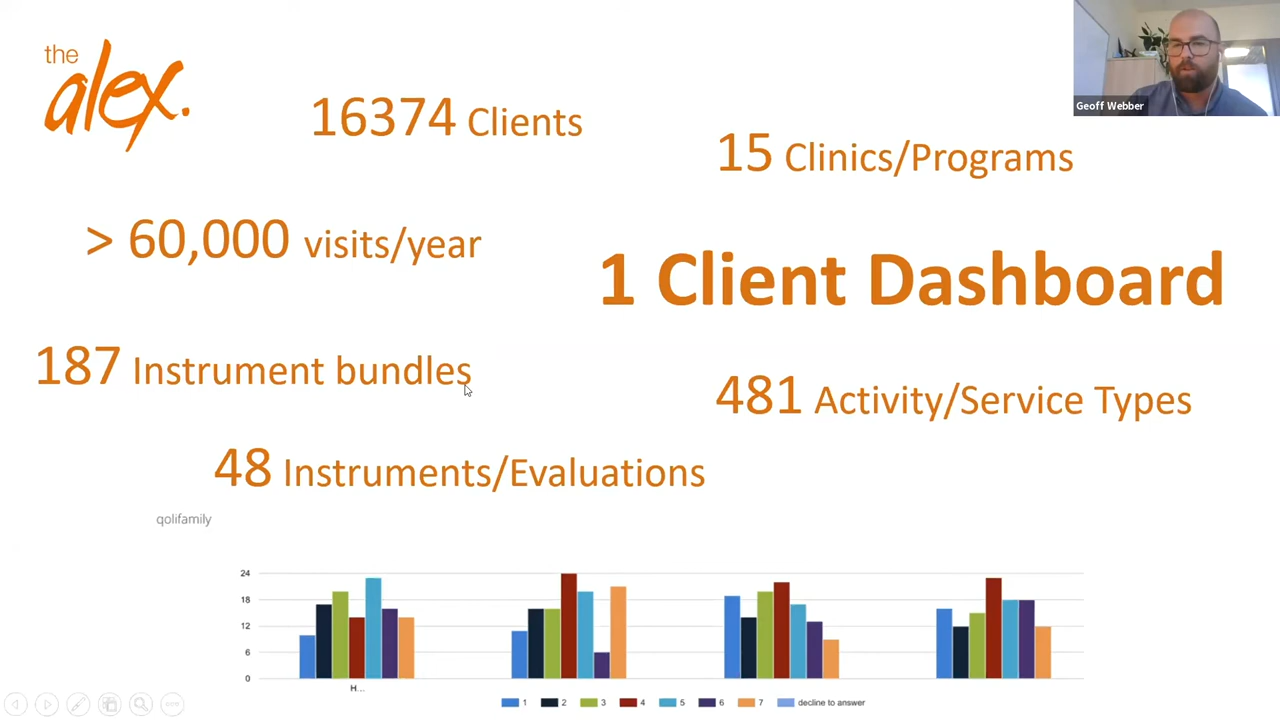 the
alex.
Geoff Webber
16374 Clients
15 Clinics/Programs
> 60,000 visits/year
1 Client Dashboard
187 Instrument bundles
481 Activity/Service Types
48 Instruments/Evaluations
qolifamily
24
18
12
6
0
H...
1 2 3 4 5 6 7 decline to answer